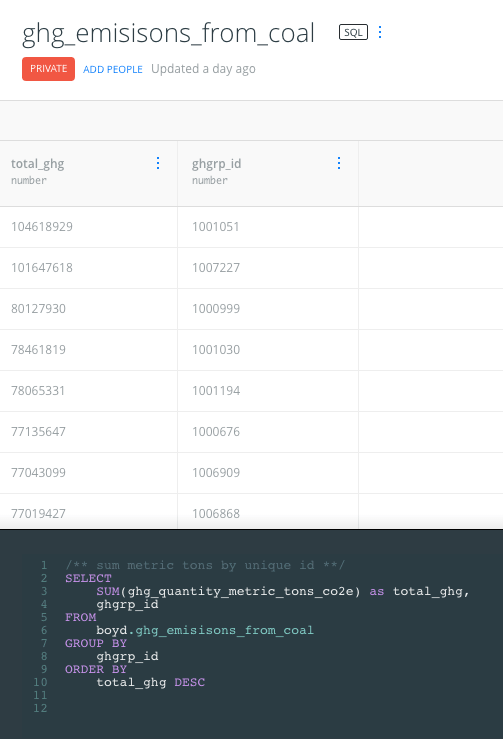 ghg_emisisons_from_coal SQL
PRIVATE ADD PEOPLE Updated a day ago
total_ghg ghgrp_id
number number
104618929 1001051
101647618 1007227
80127930 1000999
78461819 1001030
78065331 1001194
77135647 1000676
77043099 1006909
77019427 1006868
1 /** sum metric tons by unique id **/
2 SELECT
3 SUM(ghg_quantity_metric_tons_co2e) as total_ghg,
4 ghgrp_id
5 FROM
6 boyd.ghg_emisisons_from_coal
7 GROUP BY
8 ghgrp_id
9 ORDER BY
10 total_ghg DESC
11
12